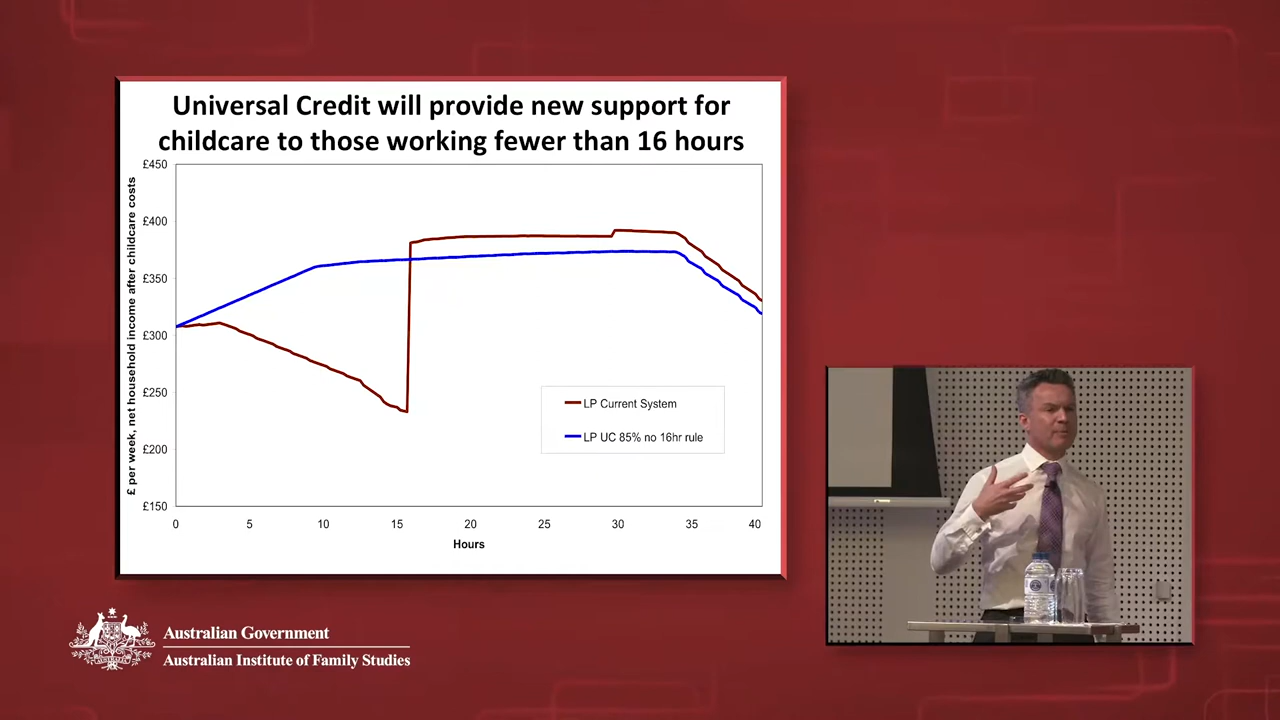 Universal Credit will provide new support for
childcare to those working fewer than 16 hours
£ per week, net household income after childcare costs
£450
£400
£350
£300
£250
£200
£150
0 5 10 15 20 25 30 35 40
Hours
LP Current System
LP UC 85% no 16hr rule
Australian Government
Australian Institute of Family Studies